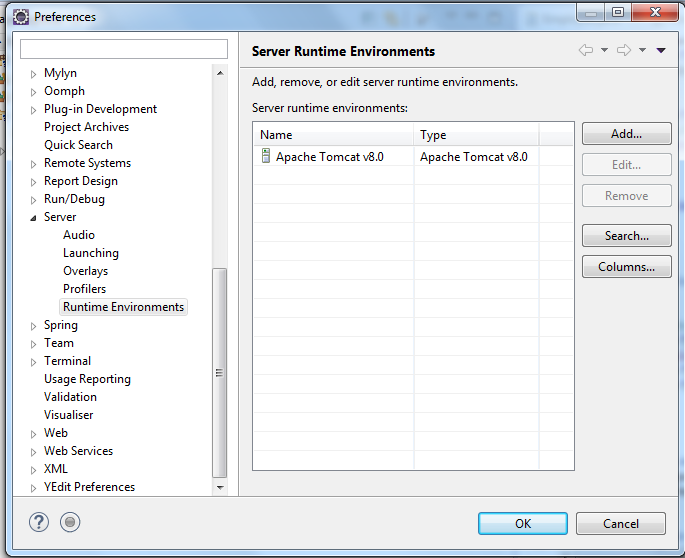 Preferences
Mylyn
Oomph
Plug-in Development
Project Archives
Quick Search
Remote Systems
Report Design
Run/Debug
Server
Audio
Launching
Overlays
Profilers
Runtime Environments
Spring
Team
Terminal
Usage Reporting
Validation
Visualiser
Web
Web Services
XML
YEdit Preferences
Server Runtime Environments
Add, remove, or edit server runtime environments.
Server runtime environments:
Name Type
Apache Tomcat v8.0 Apache Tomcat v8.0
Add...
Edit...
Remove
Search...
Columns...
?
OK Cancel